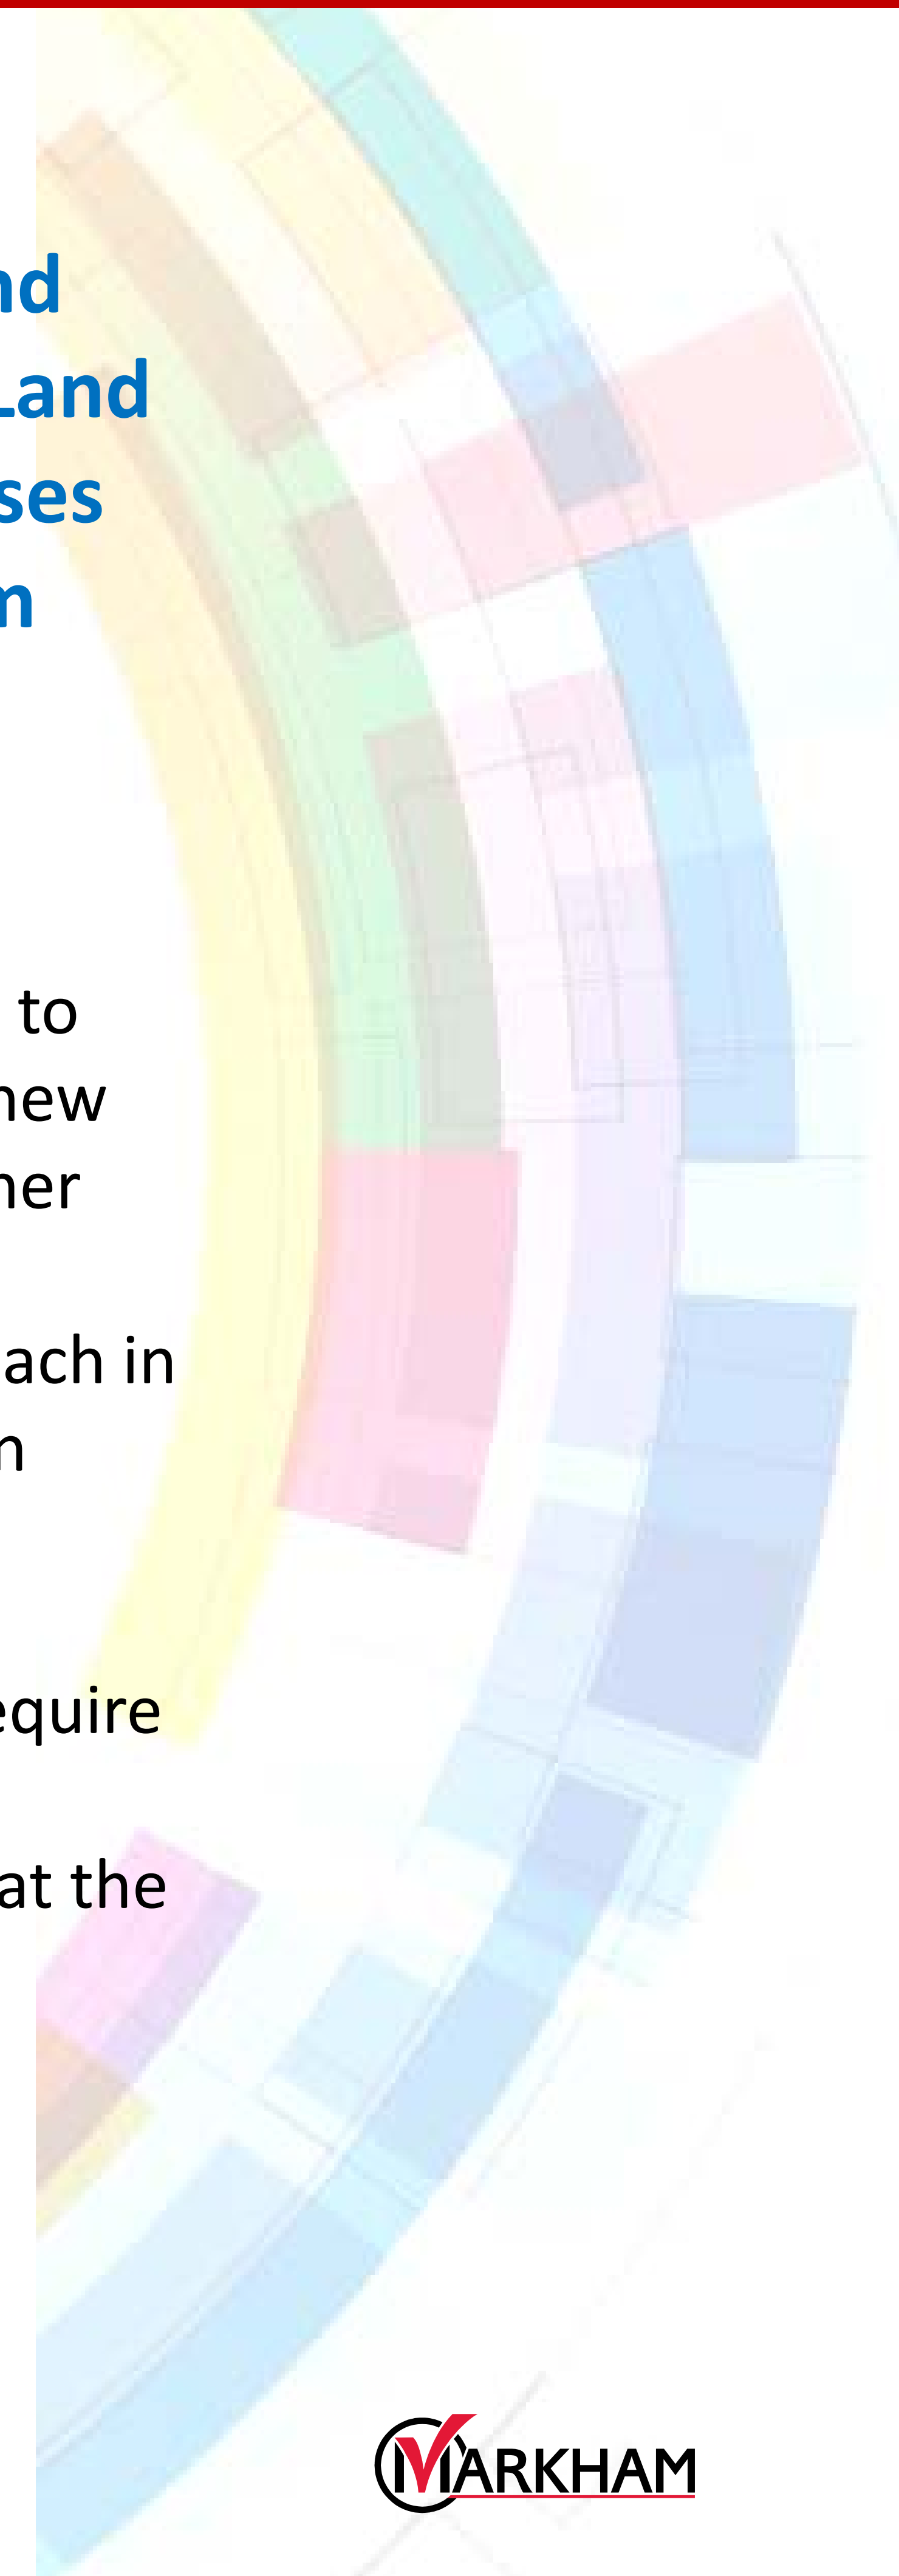 nd
Land
ses
m
to
new
her
ach in
n
equire
at the
MARKHAM